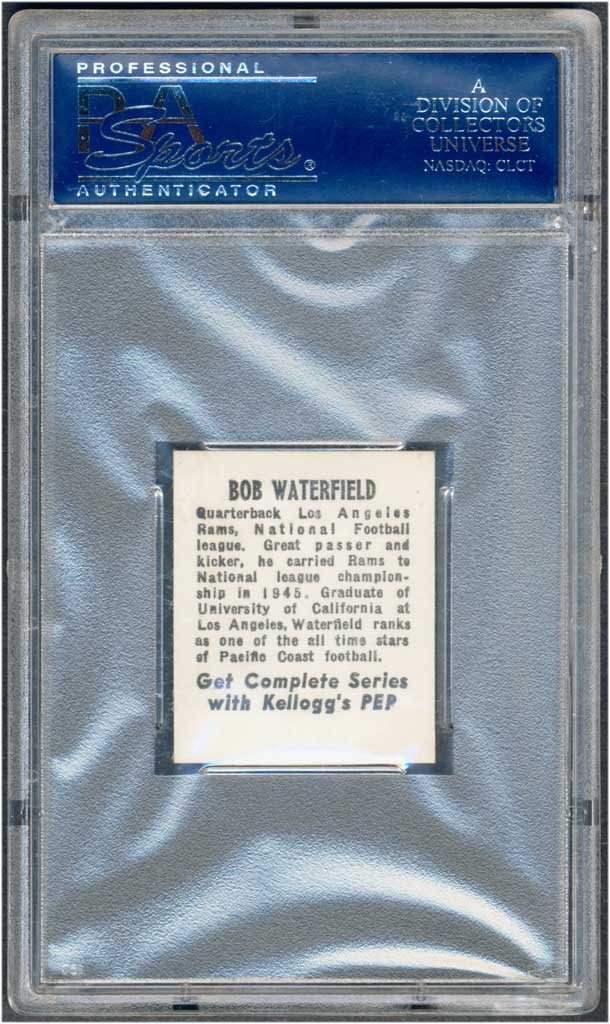 PROFESSIONAL
PSA
Sports®
AUTHENTICATOR
A
DIVISION OF
COLLECTORS
UNIVERSE
NASDAQ: CLCT
BOB WATERFIELD
Quarterback Los Angeles
Rams, National Football
league. Great passer and
kicker, he carried Rams to
National league champion-
ship in 1945. Graduate of
University of California at
Los Angeles, Waterfield ranks
as one of the all time stars
of Pacific Coast football.
Get Complete Series
with Kellogg's PEP